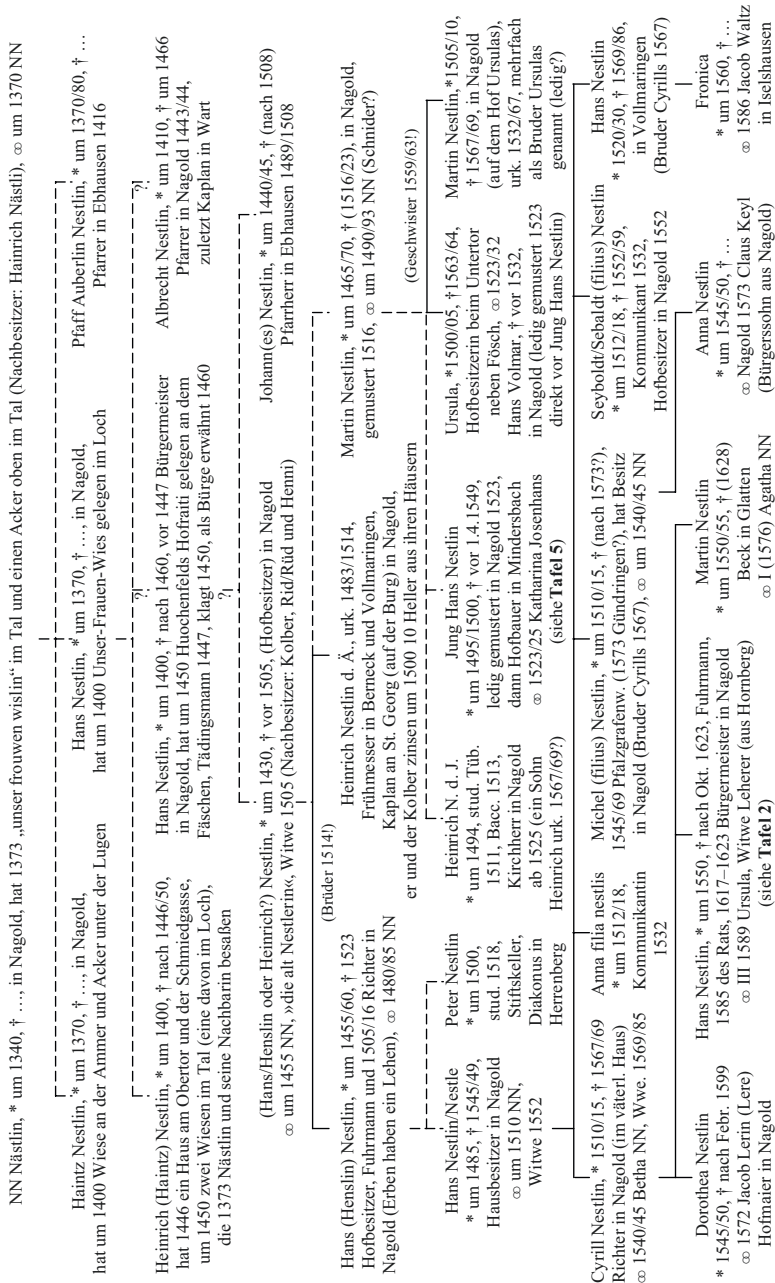 NN Nästlin, * um 1340, † …, in Nagold, hat 1373 „unser frouwen wislin“ im Tal und einen Acker oben im Tal (Nachbesitzer: Hainrich Nästli), ∞ um 1370 NN
Haintz Nestlin, * um 1370, † …, in Nagold,
hat um 1400 Wiese an der Ammer und Acker unter der Lugen
Hans Nestlin, * um 1370, † …, in Nagold,
hat um 1400 Unser-Frauen-Wies gelegen im Loch
Pfaff Auberlin Nestlin, * um 1370/80, † …
Pfarrer in Ebhausen 1416
?!
?!
Heinrich (Haintz) Nestlin, * um 1400, † nach 1446/50,
hat 1446 ein Haus am Obertor und der Schmiedgasse,
um 1450 zwei Wiesen im Tal (eine davon im Loch),
die 1373 Nästlin und seine Nachbarin besaßen
Hans Nestlin, * um 1400, † nach 1460, vor 1447 Bürgermeister
in Nagold, hat um 1450 Huochenfelds Hofraiti gelegen an dem
Fäschen, Tädingsmann 1447, klagt 1450, als Bürge erwähnt 1460
Albrecht Nestlin, * um 1410, † um 1466
Pfarrer in Nagold 1443/44,
zuletzt Kaplan in Wart
?!
(Hans/Henslin oder Heinrich?) Nestlin, * um 1430, † vor 1505, (Hofbesitzer) in Nagold
∞ um 1455 NN, »die alt Nestlerin«, Witwe 1505 (Nachbesitzer: Kolber, Rid/Rüd und Henni)
Johann(es) Nestlin, * um 1440/45, † (nach 1508)
Pfarrherr in Ebhausen 1489/1508
(Brüder 1514!)
Hans (Henslin) Nestlin, * um 1455/60, † 1523
Hofbesitzer, Fuhrmann und 1505/16 Richter in
Nagold (Erben haben ein Lehen), ∞ 1480/85 NN
Heinrich Nestlin d. Ä., urk. 1483/1514,
Frühmesser in Berneck und Vollmaringen,
Kaplan an St. Georg (auf der Burg) in Nagold,
er und der Kolber zinsen um 1500 10 Heller aus ihren Häusern
Martin Nestlin, * um 1465/70, † (1516/23), in Nagold,
gemustert 1516, ∞ um 1490/93 NN (Schnider?)
(Geschwister 1559/63!)
Hans Nestlin/Nestle
* um 1485, † 1545/49,
Hausbesitzer in Nagold
∞ um 1510 NN,
Witwe 1552
Peter Nestlin
* um 1500,
stud. 1518,
Stiftskeller,
Diakonus in
Herrenberg
Heinrich N. d. J.
* um 1494, stud. Tüb.
1511, Bacc. 1513,
Kirchherr in Nagold
ab 1525 (ein Sohn
Heinrich urk. 1567/69?)
Jung Hans Nestlin
* um 1495/1500, † vor 1.4.1549,
ledig gemustert in Nagold 1523,
dann Hofbauer in Mindersbach
∞ 1523/25 Katharina Josenhans
(siehe Tafel 5)
Ursula, *1500/05, †1563/64,
Hofbesitzerin beim Untertor
neben Fösch, ∞ 1523/32
Hans Volmar, † vor 1532,
in Nagold (ledig gemustert 1523
direkt vor Jung Hans Nestlin)
Martin Nestlin, *1505/10,
† 1567/69, in Nagold
(auf dem Hof Ursulas),
urk. 1532/67, mehrfach
als Bruder Ursulas
genannt (ledig?)
Cyrill Nestlin, * 1510/15, † 1567/69
Richter in Nagold (im väterl. Haus)
∞ 1540/45 Betha NN, Wwe. 1569/85
Anna filia nestlis
* um 1512/18,
Kommunikantin
1532
Michel (filius) Nestlin, * um 1510/15, † (nach 1573?),
1545/69 Pfalzgrafenw. (1573 Gündringen?), hat Besitz
in Nagold (Bruder Cyrills 1567), ∞ um 1540/45 NN
Seyboldt/Sebaldt (filius) Nestlin
* um 1512/18, † 1552/59,
Kommunikant 1532,
Hofbesitzer in Nagold 1552
Hans Nestlin
* 1520/30, † 1569/86,
in Vollmaringen
(Bruder Cyrills 1567)
Dorothea Nestlin
* 1545/50, † nach Febr. 1599
∞ 1572 Jacob Lerin (Lere)
Hofmaier in Nagold
Hans Nestlin, * um 1550, † nach Okt. 1623, Fuhrmann,
1585 des Rats, 1617–1623 Bürgermeister in Nagold
∞ III 1589 Ursula, Witwe Leherer (aus Hornberg)
(siehe Tafel 2)
Martin Nestlin
* um 1550/55, † (1628)
Beck in Glatten
∞ I (1576) Agatha NN
Anna Nestlin
* um 1545/50, † …
∞ Nagold 1573 Claus Keyl
(Bürgerssohn aus Nagold)
Fronica
* um 1560, † …
∞ 1586 Jacob Waltz
in Iselshausen